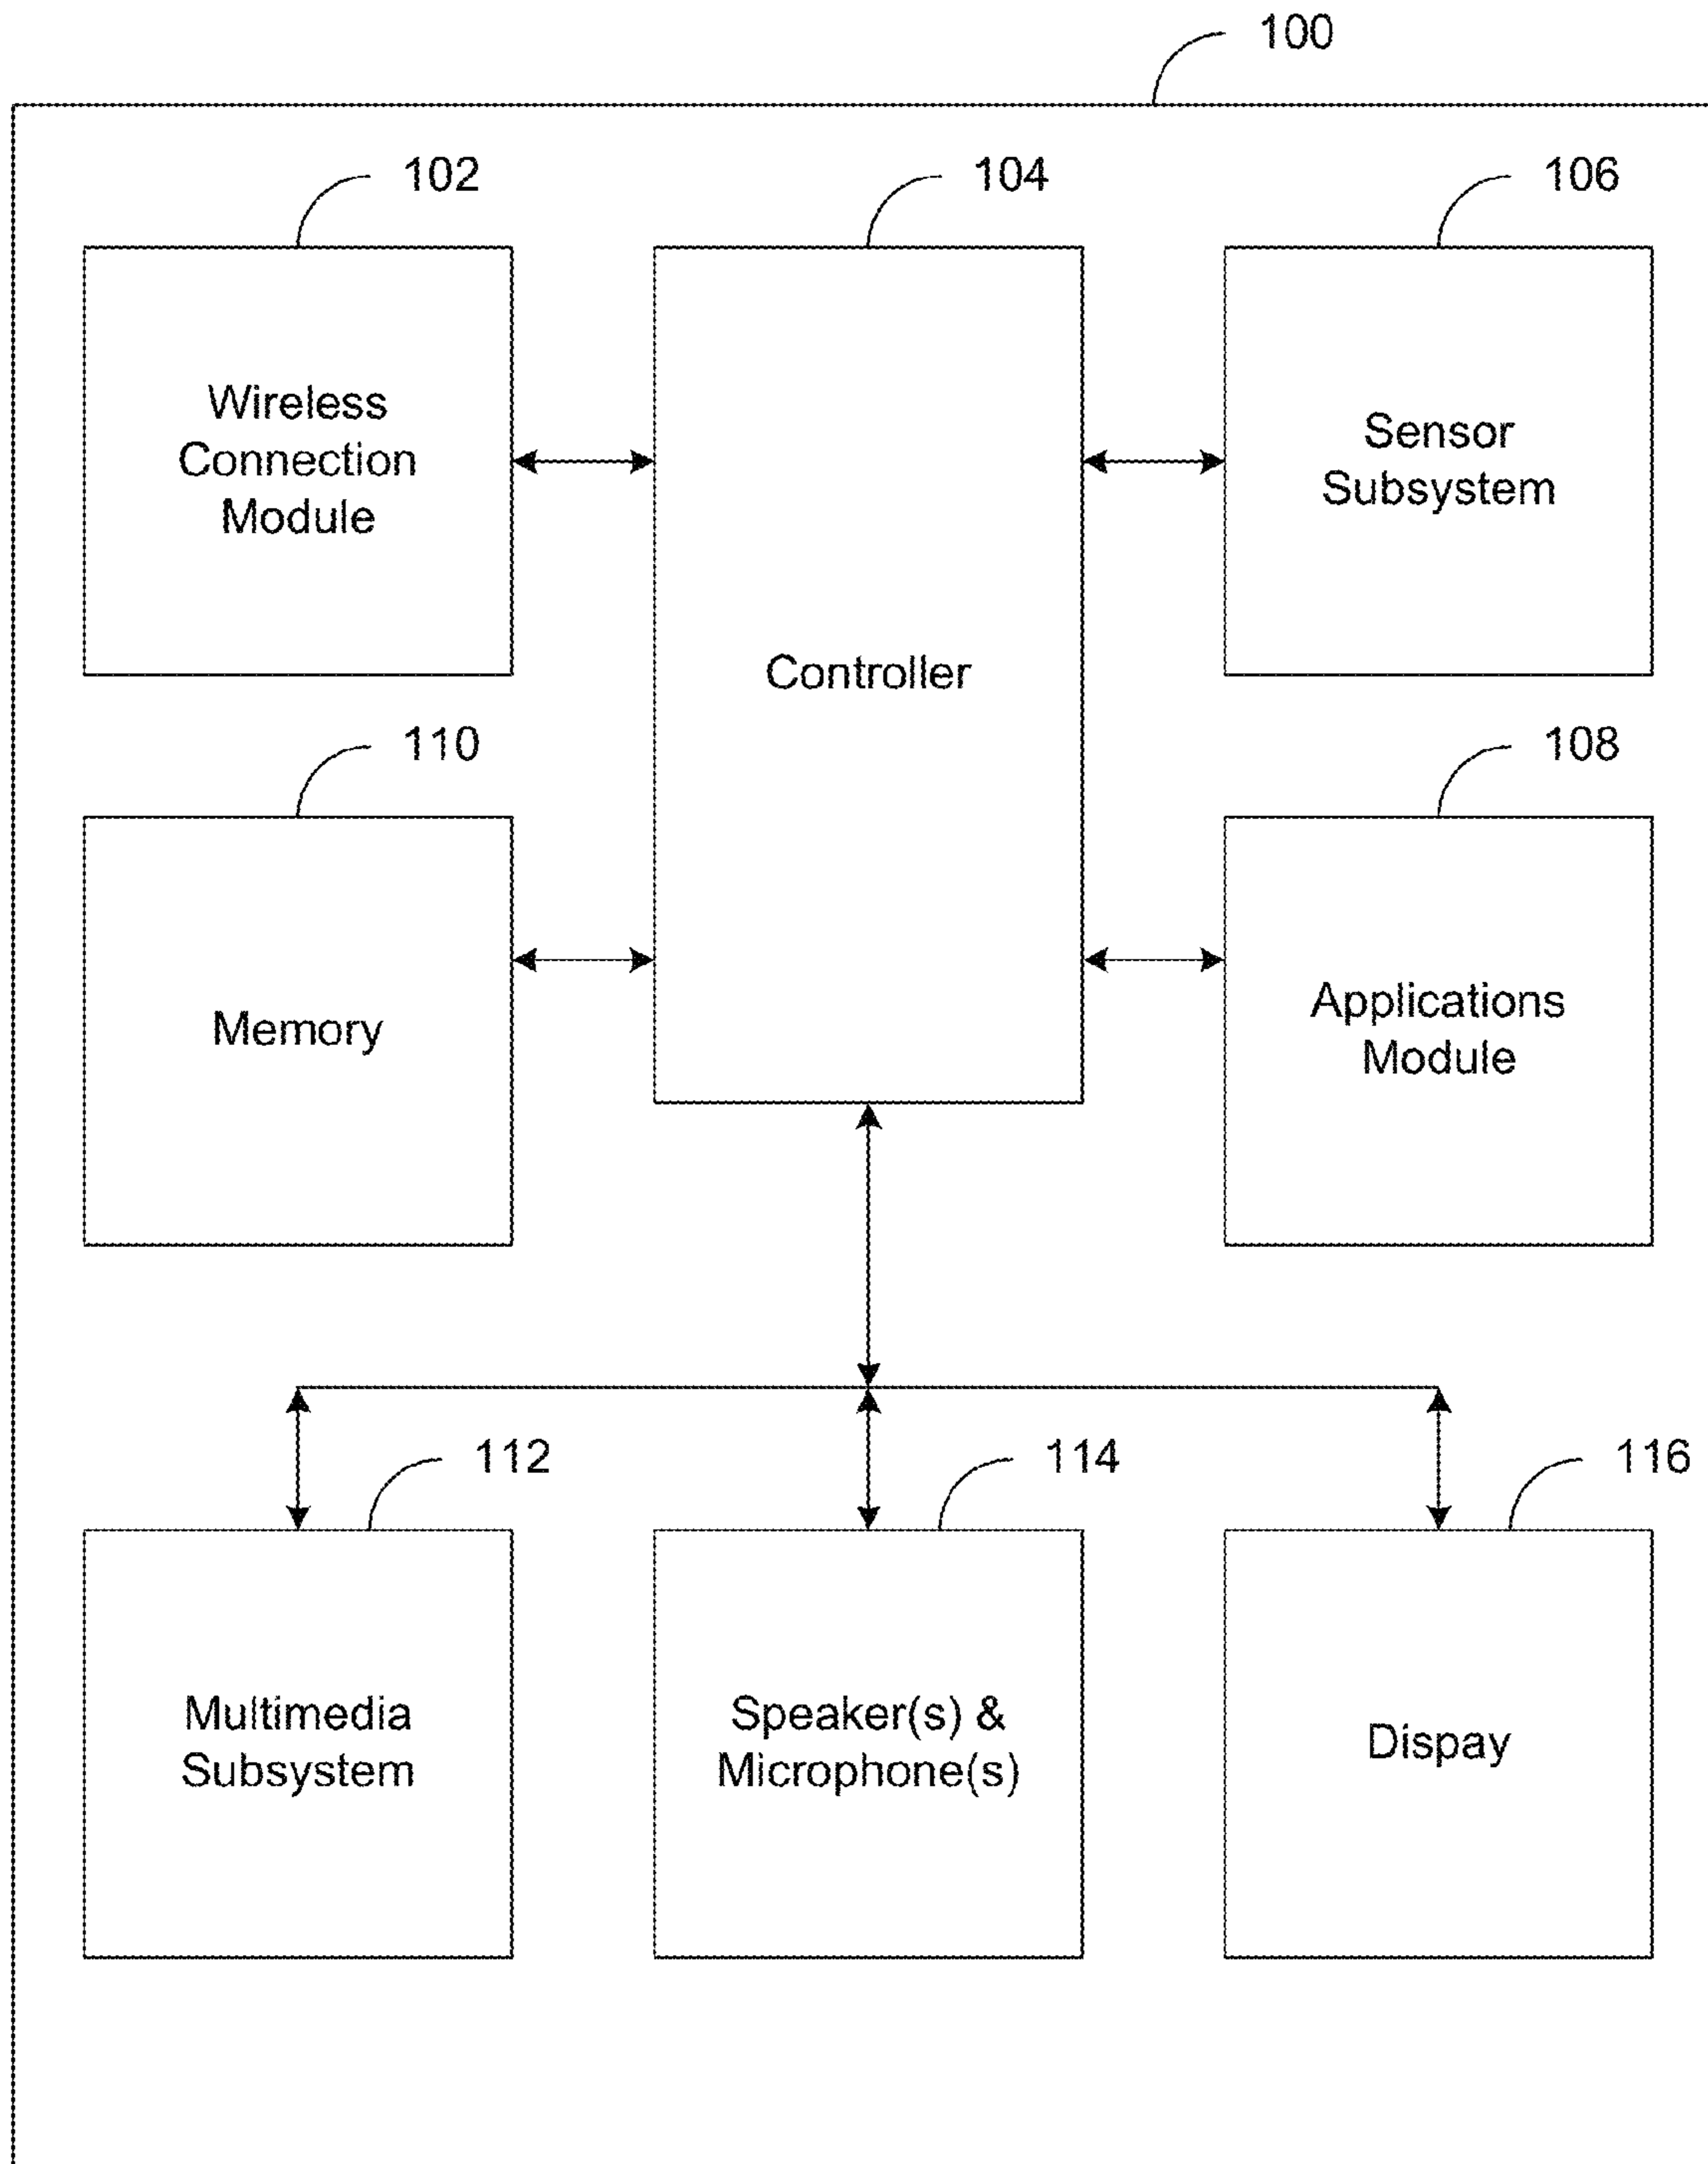 100
102
104
106
Wireless
Connection
Module
Controller
Sensor
Subsystem
110
108
Memory
Applications
Module
112
114
116
Multimedia
Subsystem
Speaker(s) &
Microphone(s)
Dispay